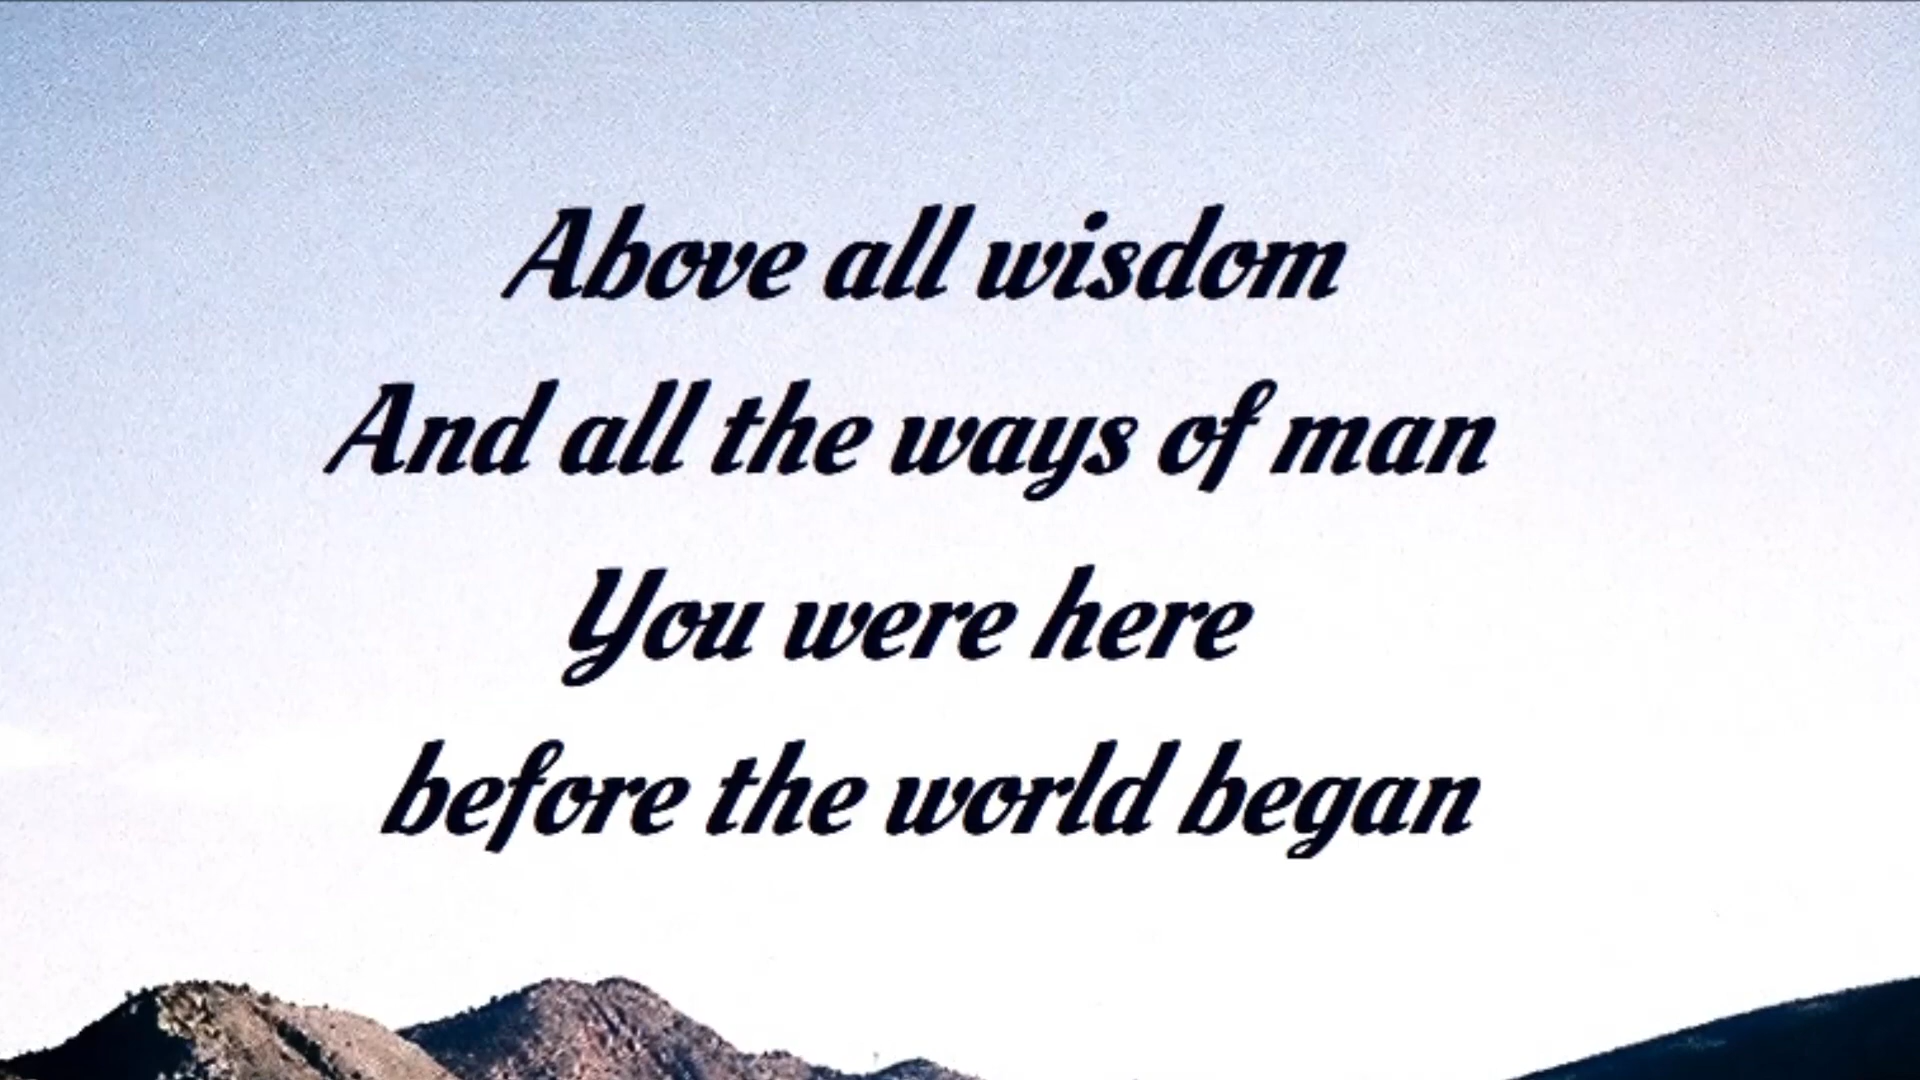 Above all wisdom
And all the ways of man
You were here
before the world began